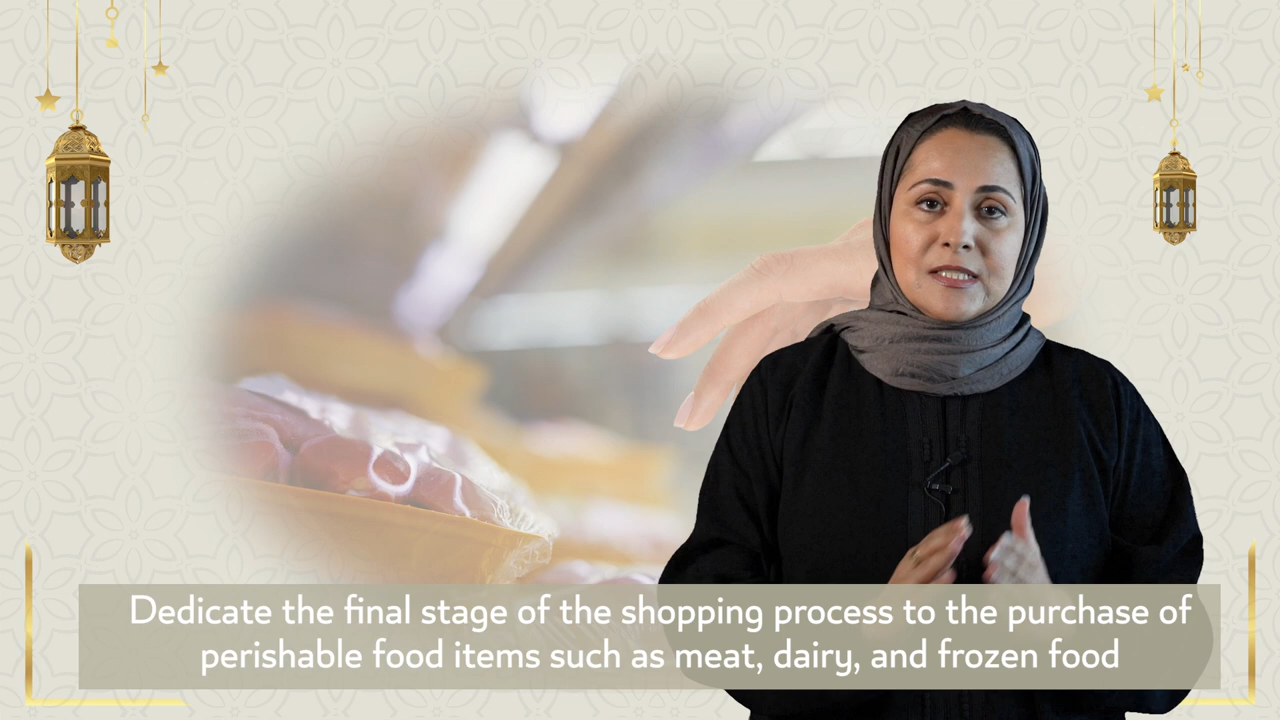 Dedicate the final stage of the shopping process to the purchase of
perishable food items such as meat, dairy, and frozen food